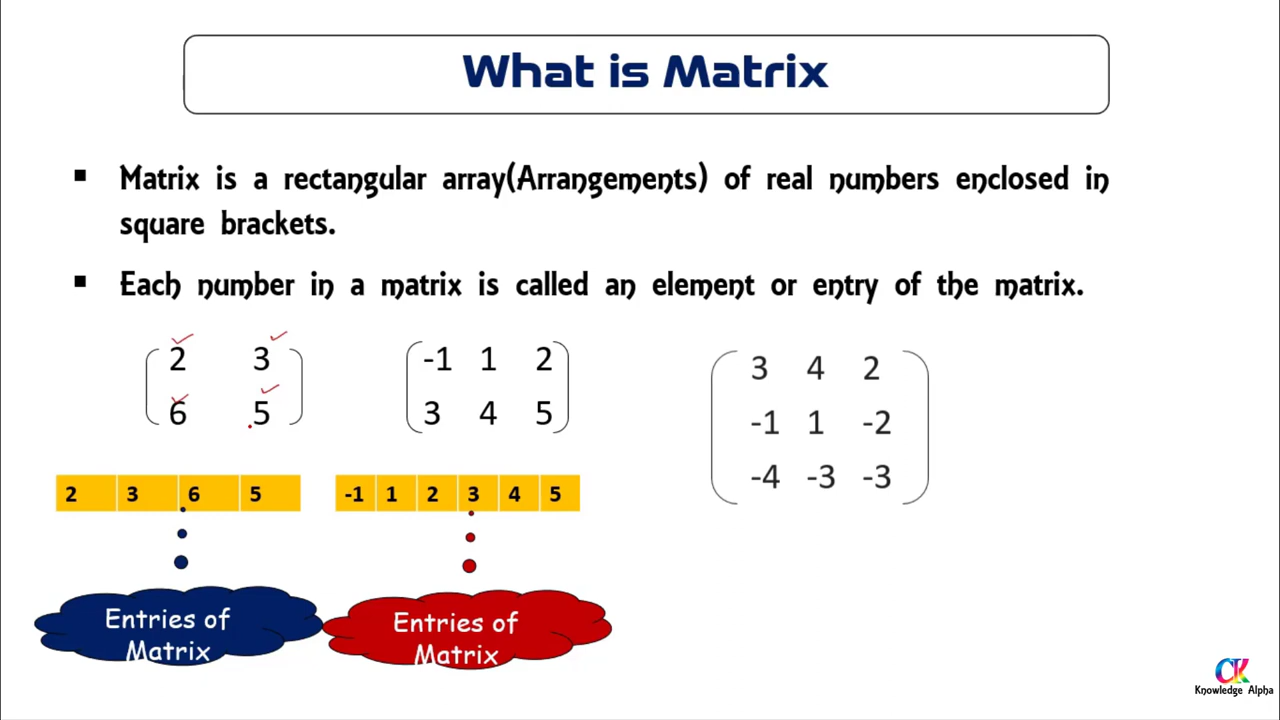 What is Matrix
▪ Matrix is a rectangular array(Arrangements) of real numbers enclosed in
square brackets.
▪ Each number in a matrix is called an element or entry of the matrix.
2 3
6 5
-1 1 2
3 4 5
3 4 2
-1 1 -2
-4 -3 -3
2 3 6 5
-1 1 2 3 4 5
Entries of
Matrix
Entries of
Matrix
CK
Knowledge Alpha